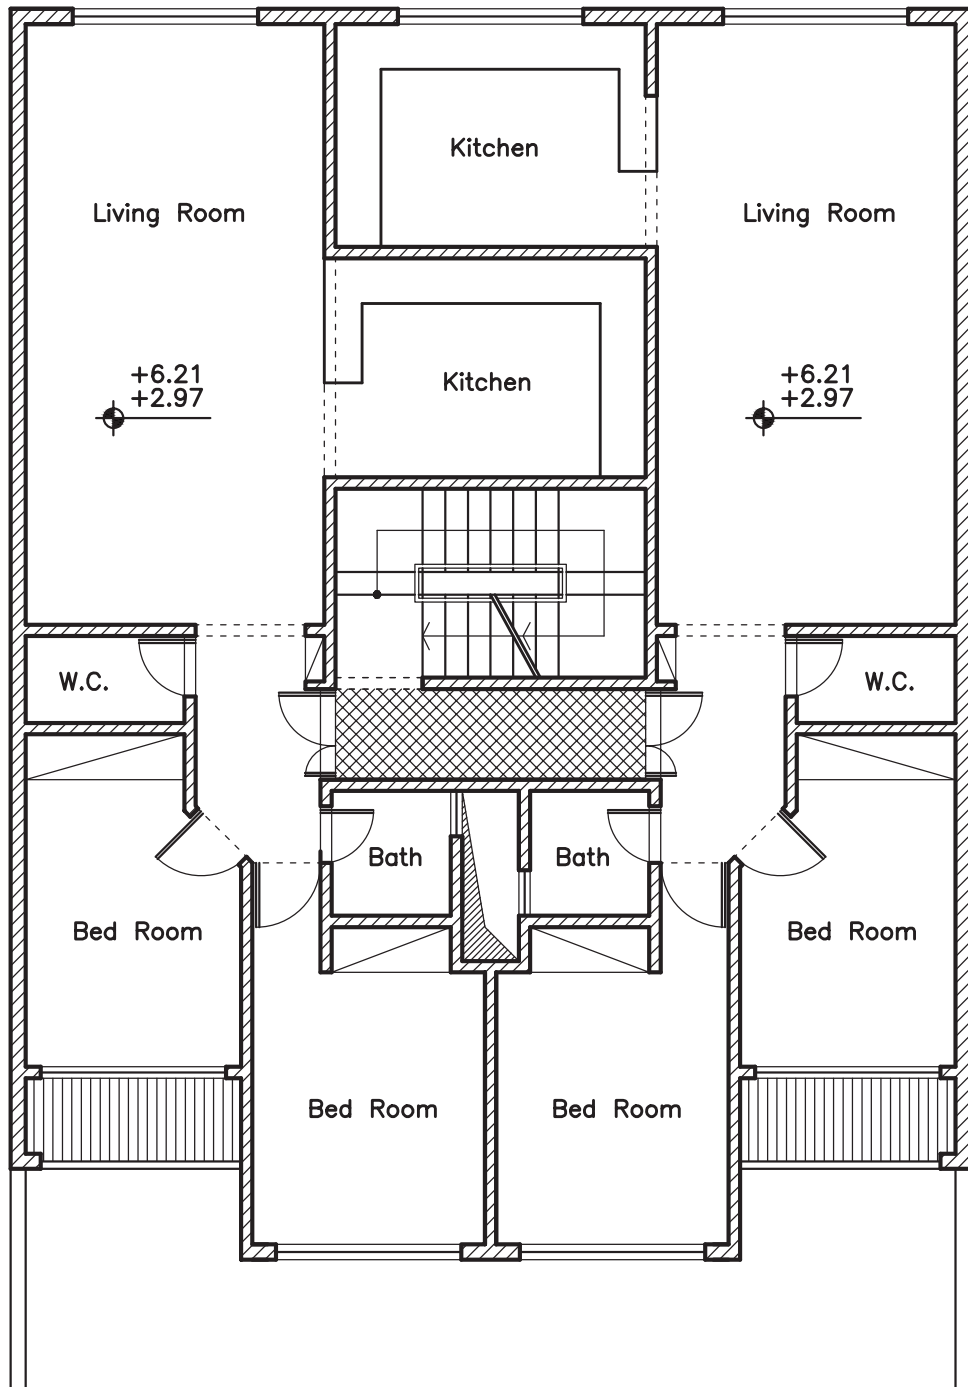 Kitchen
Living Room
Living Room
+6.21
+2.97
Kitchen
+6.21
+2.97
W.C.
W.C.
Bath
Bath
Bed Room
Bed Room
Bed Room
Bed Room